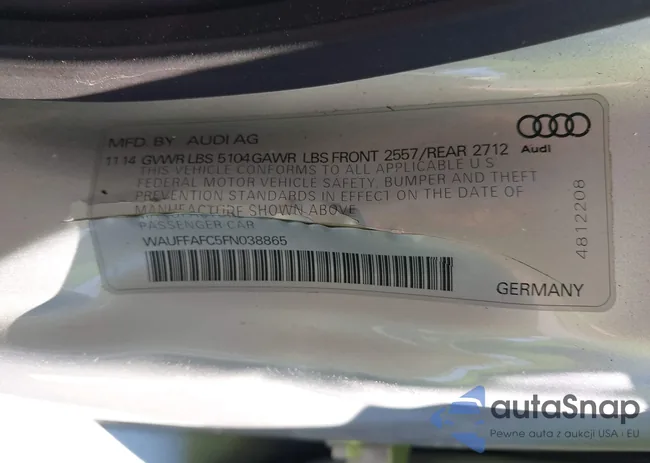 MFD. BY AUDI AG
11 14 GVWR LBS 5104 GAWR LBS FRONT 2557/REAR 2712
THIS VEHICLE CONFORMS TO ALL APPLICABLE U S
FEDERAL MOTOR VEHICLE SAFETY, BUMPER AND THEFT
PREVENTION STANDARDS IN EFFECT ON THE DATE OF
MANUFACTURE SHOWN ABOVE
PASSENGER CAR
WAUFFAFC5FN038865
Audi
4812208
GERMANY
autoSnap
Pewne auta z aukcji USA i EU